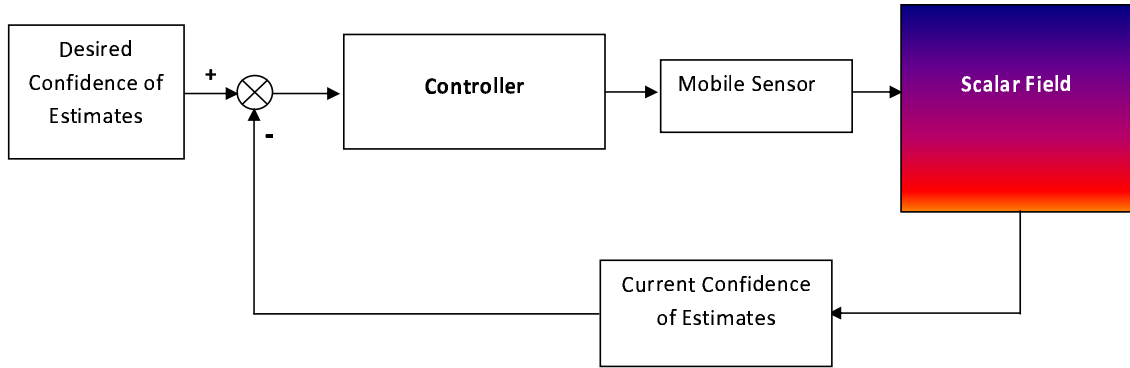 Desired
Confidence of
Estimates
+
-
Controller
Mobile Sensor
Scalar Field
Current Confidence
of Estimates